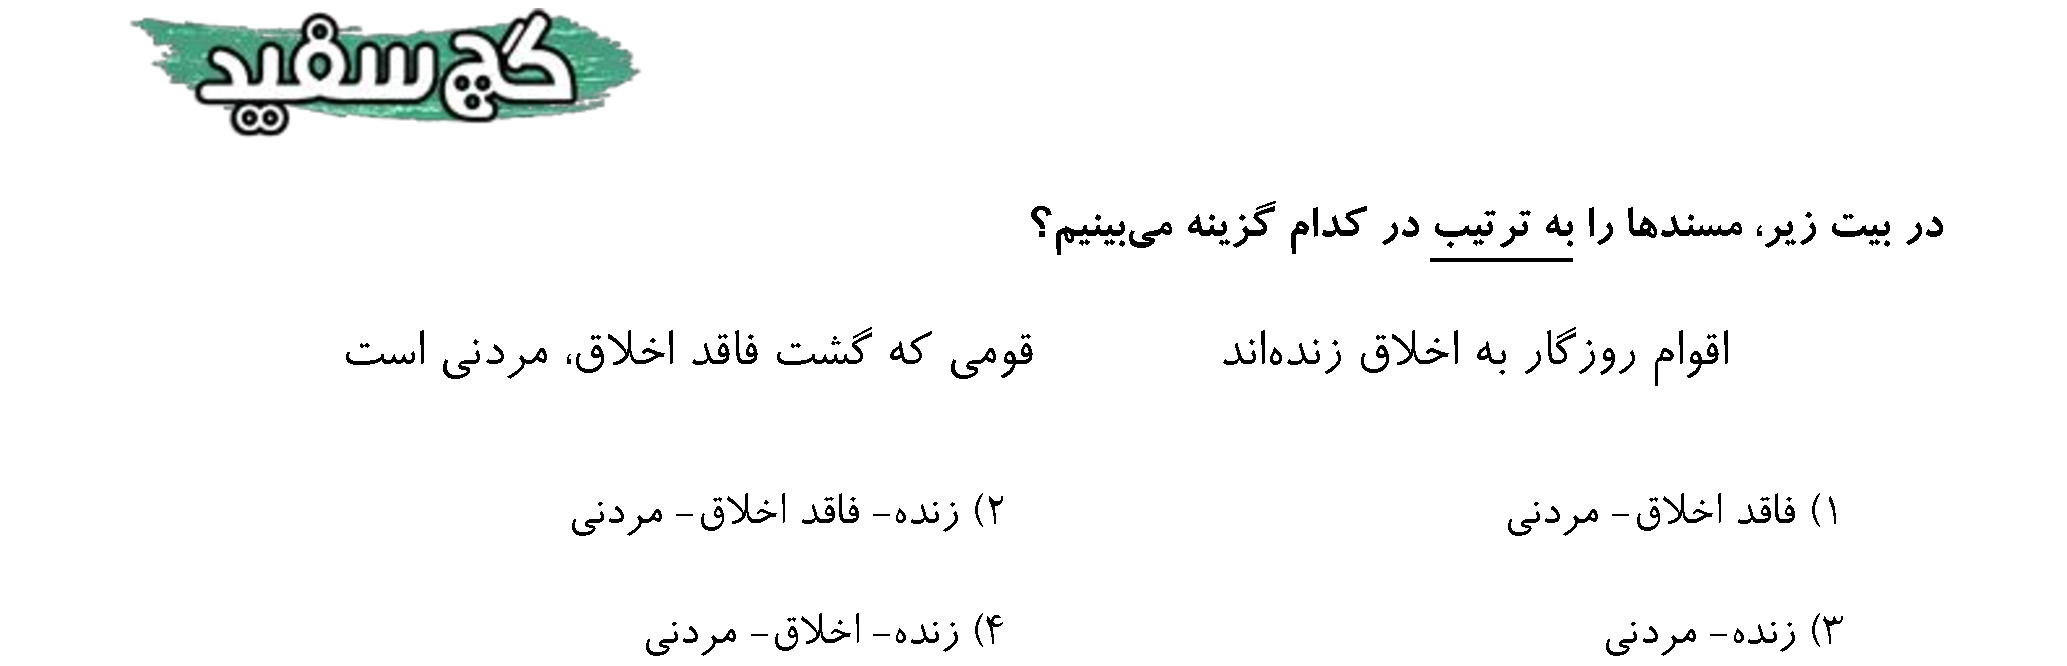 گچ سفید
در بیت زیر، مسندها را به ترتیب در کدام گزینه می‌بینیم؟
اقوام روزگار به اخلاق زنده‌اند قومی که گشت فاقد اخلاق، مردنی است
۱) فاقد اخلاق- مردنی ۲) زنده- فاقد اخلاق- مردنی
۳) زنده- مردنی ۴) زنده- اخلاق- مردنی